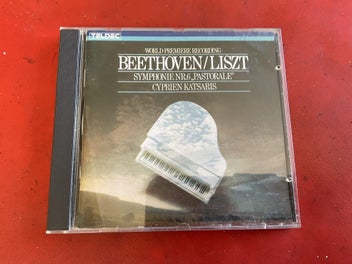 TELDEC
WORLD PREMIERE RECORDING
BEETHOVEN/LISZT
SYMPHONIE NR.6 „PASTORALE"
CYPRIEN KATSARIS